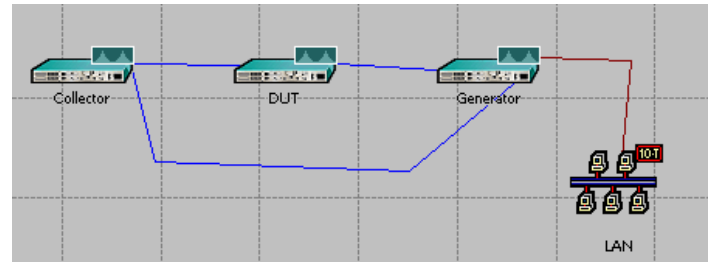 Collector
DUT
Generator
10-T
LAN